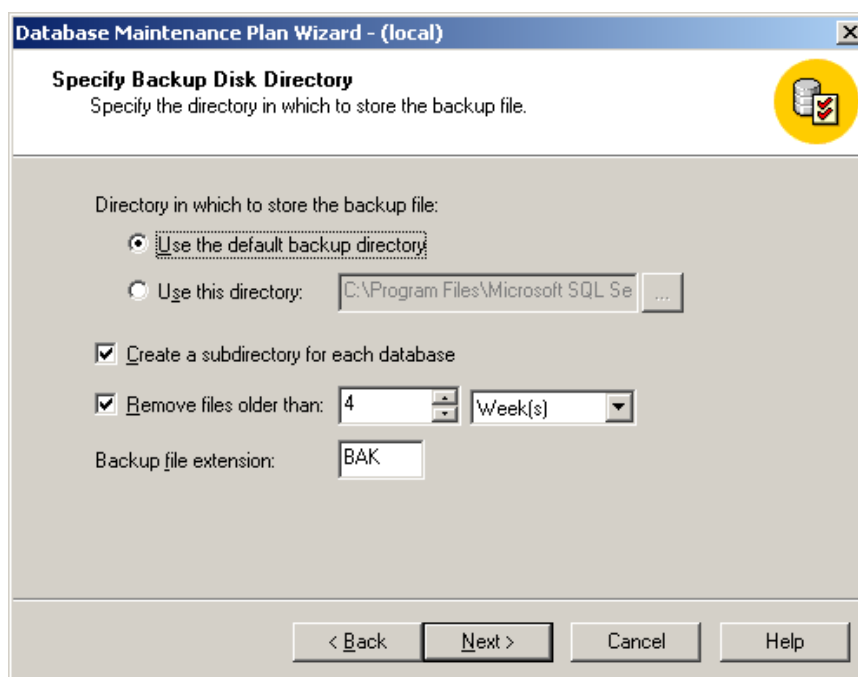 Database Maintenance Plan Wizard - (local)
Specify Backup Disk Directory
Specify the directory in which to store the backup file.
Directory in which to store the backup file:
Use the default backup directory
Use this directory: C:\Program Files\Microsoft SQL Se ...
Create a subdirectory for each database
Remove files older than: 4 Week(s)
Backup file extension: BAK
< Back Next > Cancel Help